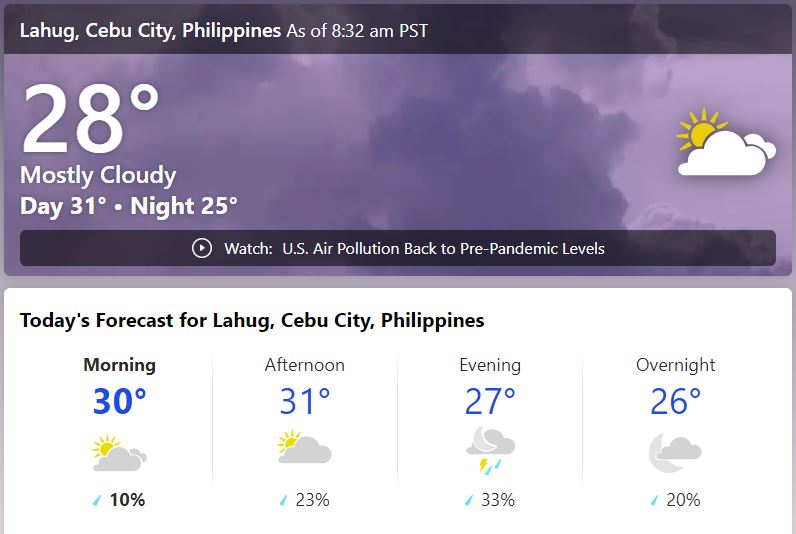 Lahug, Cebu City, Philippines As of 8:32 am PST
28°
Mostly Cloudy
Day 31° • Night 25°
Watch: U.S. Air Pollution Back to Pre-Pandemic Levels
Today's Forecast for Lahug, Cebu City, Philippines
Morning Afternoon Evening Overnight
30° 31° 27° 26°
10% 23% 33% 20%